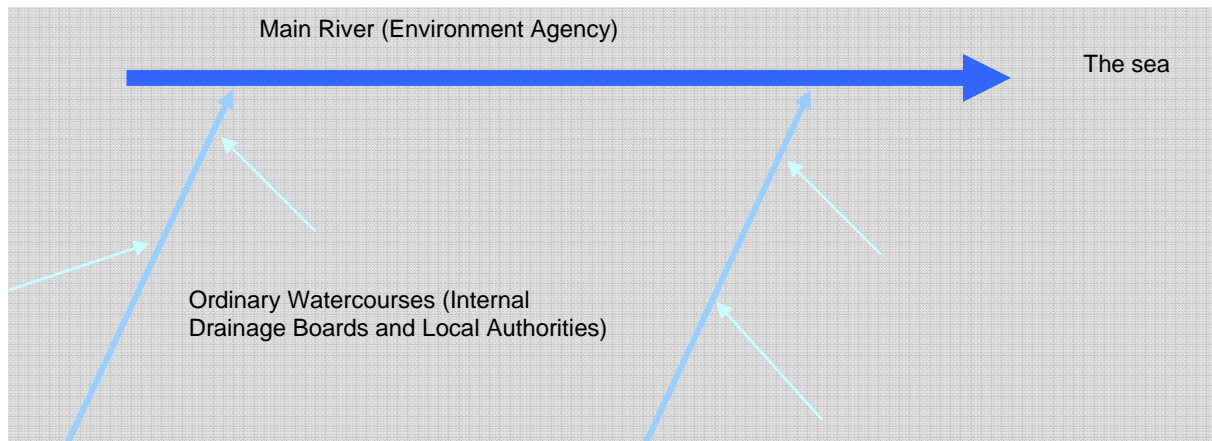 Main River (Environment Agency)
The sea
Ordinary Watercourses (Internal
Drainage Boards and Local Authorities)